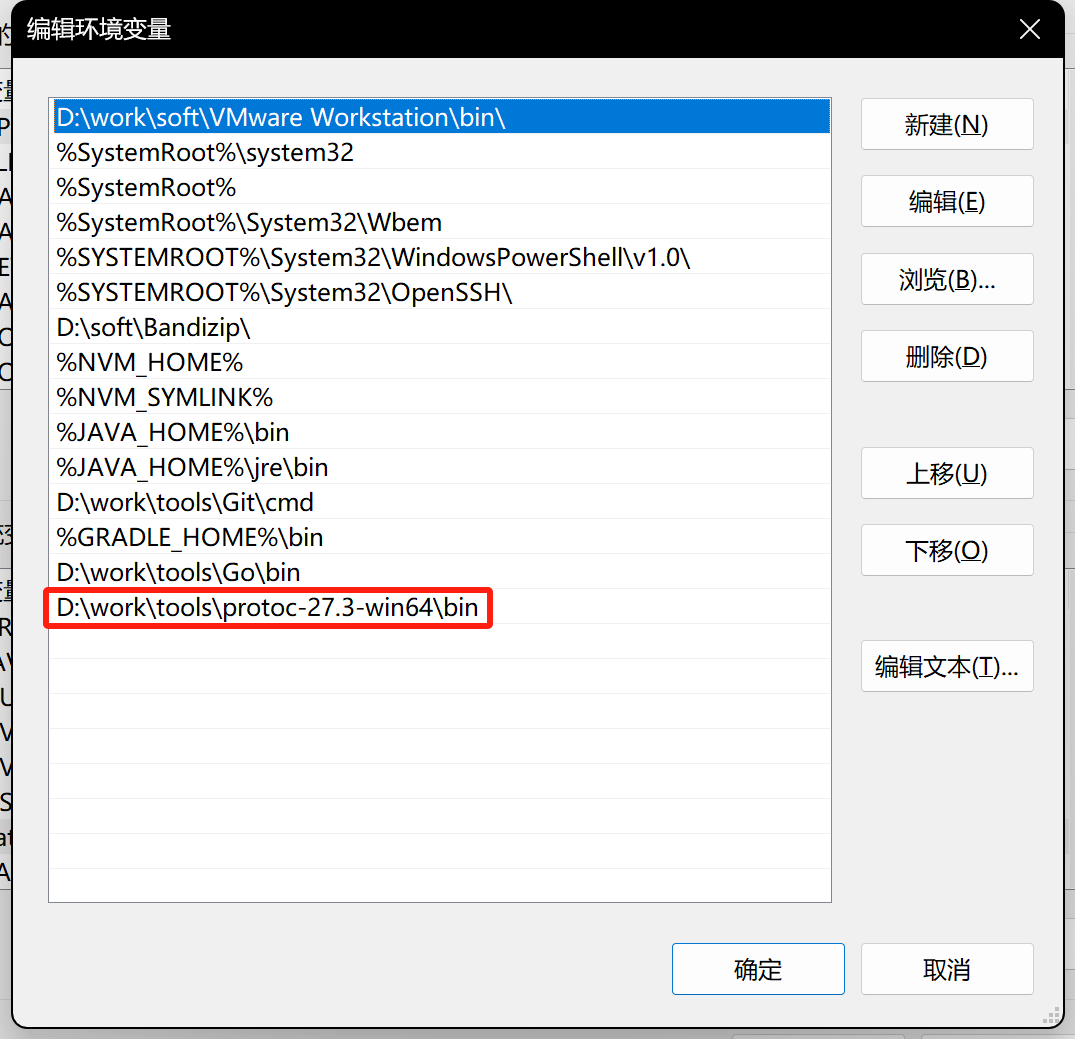 编辑环境变量
D:\work\soft\VMware Workstation\bin\
%SystemRoot%\system32
%SystemRoot%
%SystemRoot%\System32\Wbem
%SYSTEMROOT%\System32\WindowsPowerShell\v1.0\
%SYSTEMROOT%\System32\OpenSSH\
D:\soft\Bandizip\
%NVM_HOME%
%NVM_SYMLINK%
%JAVA_HOME%\bin
%JAVA_HOME%\jre\bin
D:\work\tools\Git\cmd
%GRADLE_HOME%\bin
D:\work\tools\Go\bin
D:\work\tools\protoc-27.3-win64\bin
新建(N)
编辑(E)
浏览(B)...
删除(D)
上移(U)
下移(O)
编辑文本(T)...
确定
取消